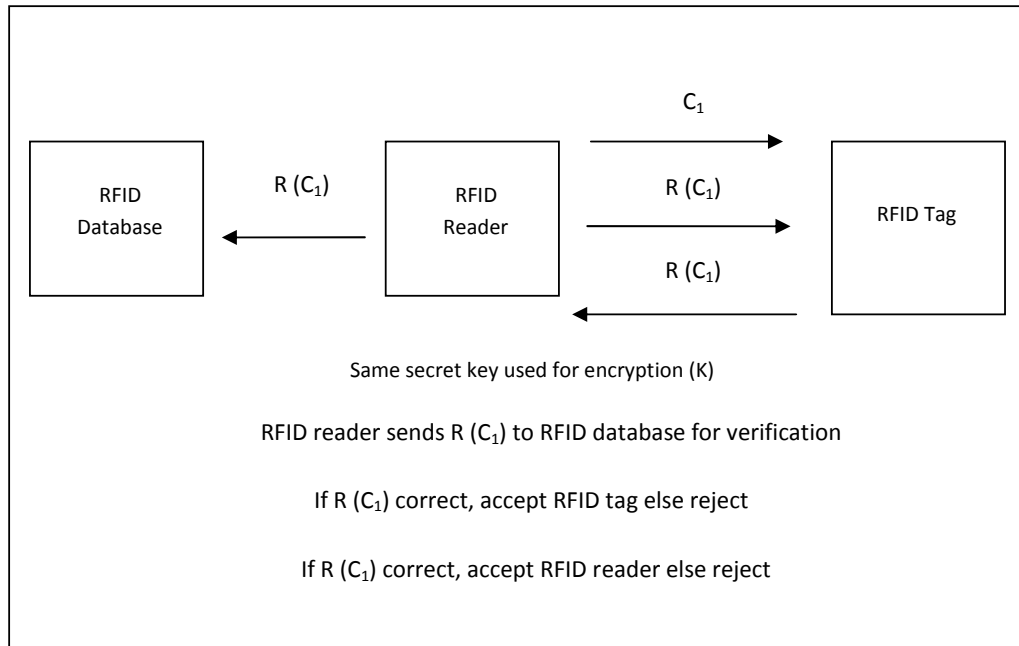 C₁
RFID
Database
R (C₁)
RFID
Reader
R (C₁)
RFID Tag
R (C₁)
Same secret key used for encryption (K)
RFID reader sends R (C₁) to RFID database for verification
If R (C₁) correct, accept RFID tag else reject
If R (C₁) correct, accept RFID reader else reject